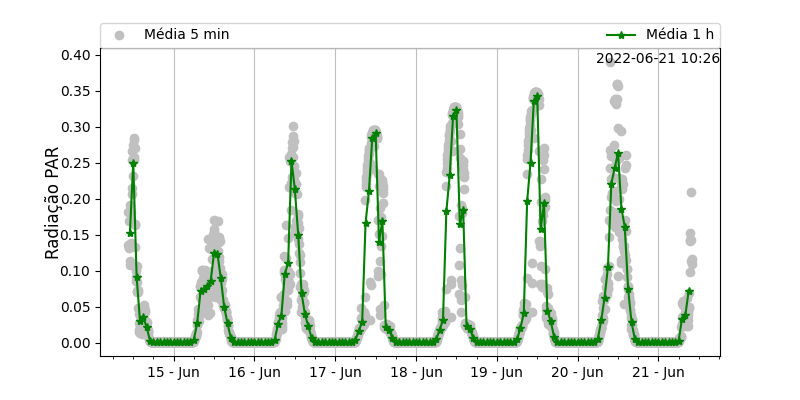 Média 5 min
Média 1 h
2022-06-21 10:26
Radiação PAR
0.40
0.35
0.30
0.25
0.20
0.15
0.10
0.05
0.00
15 - Jun
16 - Jun
17 - Jun
18 - Jun
19 - Jun
20 - Jun
21 - Jun